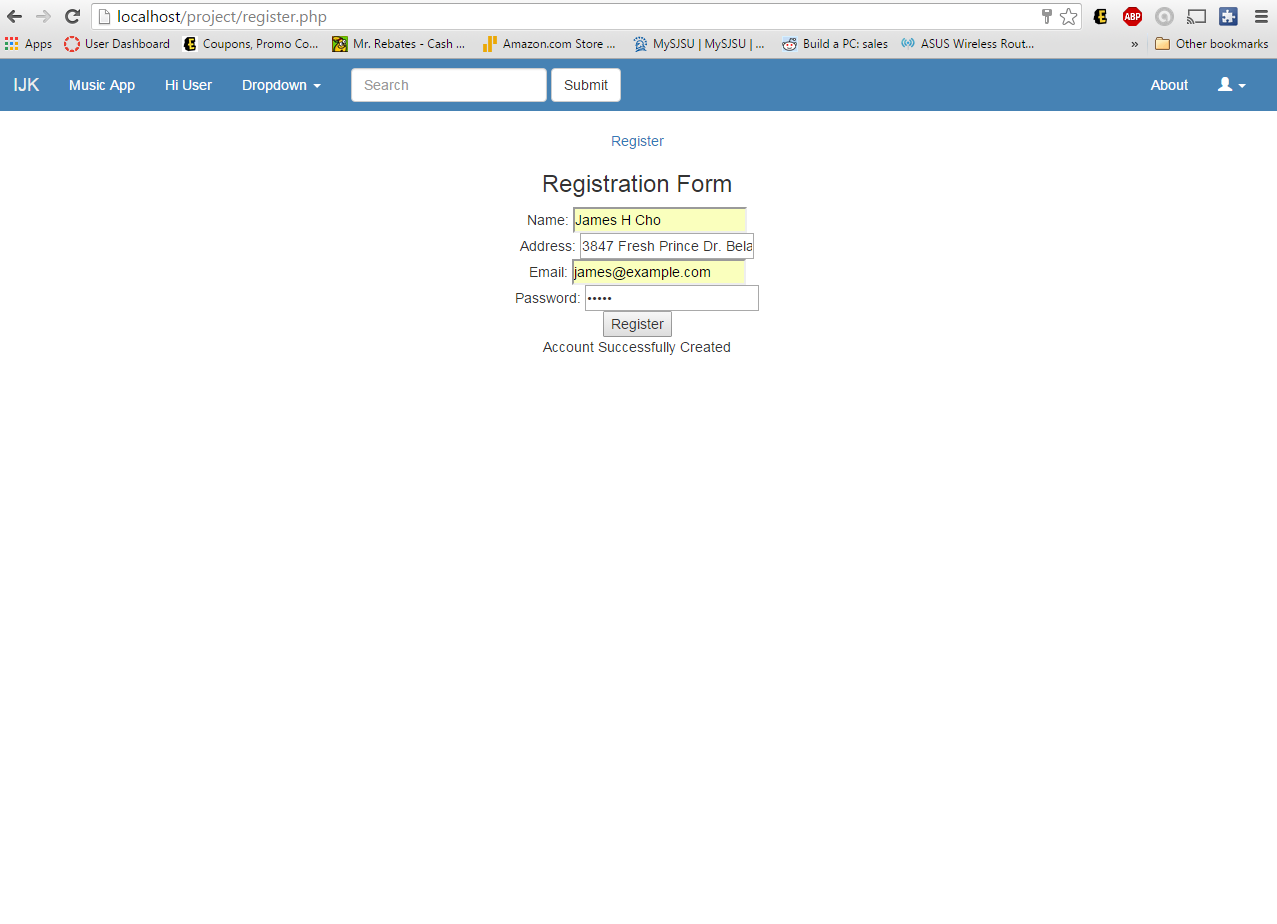 localhost/project/register.php
ABP
Apps User Dashboard Coupons, Promo Co... Mr. Rebates - Cash ... Amazon.com Store ... MySJSU | MySJSU | ... Build a PC: sales ASUS Wireless Rout... » Other bookmarks
IJK Music App Hi User Dropdown Search Submit About
Register
Registration Form
Name: James H Cho
Address: 3847 Fresh Prince Dr. Bela
Email: james@example.com
Password: •••••
Register
Account Successfully Created